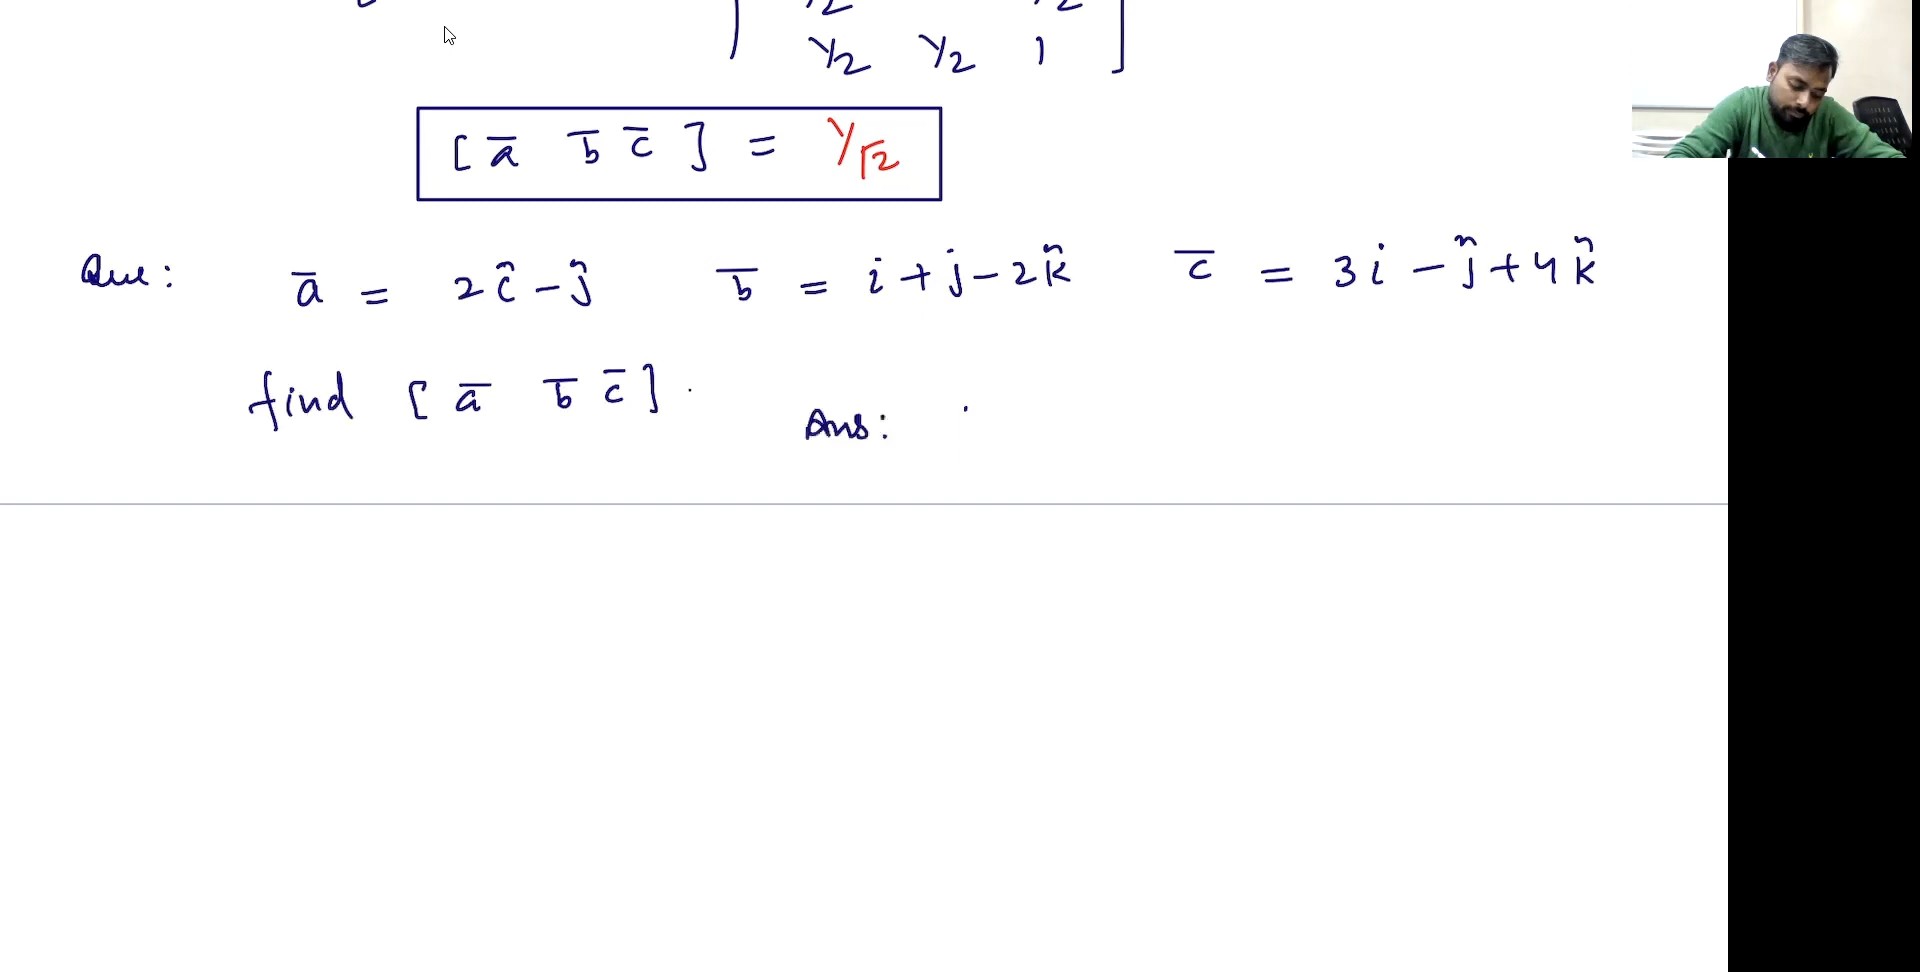 ½ ½ 1
[ a̅ b̅ c̅ ] = 1/√2
Que: a̅ = 2î - ĵ b̅ = i + j - 2k̂ c̅ = 3i - ĵ + 4k̂
find [ a̅ b̅ c̅ ].
Ans: